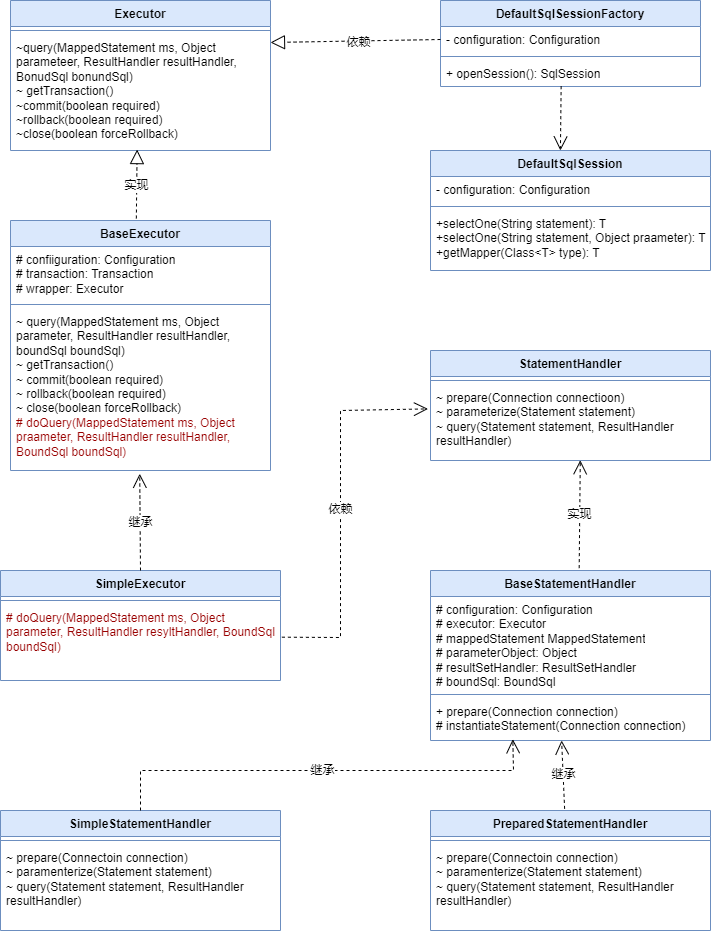 Executor
~query(MappedStatement ms, Object
parameteer, ResultHandler resultHandler,
BonudSql bonundSql)
~ getTransaction()
~commit(boolean required)
~rollback(boolean required)
~close(boolean forceRollback)
依赖
DefaultSqlSessionFactory
- configuration: Configuration
+ openSession(): SqlSession
DefaultSqlSession
- configuration: Configuration
+selectOne(String statement): T
+selectOne(String statement, Object praameter): T
+getMapper(Class<T> type): T
实现
BaseExecutor
# confiiguration: Configuration
# transaction: Transaction
# wrapper: Executor
~ query(MappedStatement ms, Object
parameter, ResultHandler resultHandler,
boundSql boundSql)
~ getTransaction()
~ commit(boolean required)
~ rollback(boolean required)
~ close(boolean forceRollback)
# doQuery(MappedStatement ms, Object
praameter, ResultHandler resultHandler,
BoundSql boundSql)
StatementHandler
~ prepare(Connection connectioon)
~ parameterize(Statement statement)
~ query(Statement statement, ResultHandler
resultHandler)
继承
依赖
实现
SimpleExecutor
# doQuery(MappedStatement ms, Object
parameter, ResultHandler resyltHandler, BoundSql
boundSql)
BaseStatementHandler
# configuration: Configuration
# executor: Executor
# mappedStatement MappedStatement
# parameterObject: Object
# resultSetHandler: ResultSetHandler
# boundSql: BoundSql
+ prepare(Connection connection)
# instantiateStatement(Connection connection)
继承
继承
SimpleStatementHandler
~ prepare(Connectoin connection)
~ paramenterize(Statement statement)
~ query(Statement statement, ResultHandler
resultHandler)
PreparedStatementHandler
~ prepare(Connectoin connection)
~ paramenterize(Statement statement)
~ query(Statement statement, ResultHandler
resultHandler)